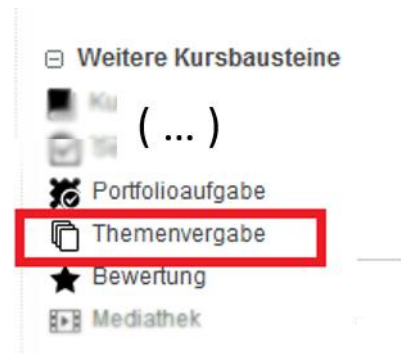 Weitere Kursbausteine
( ... )
Portfolioaufgabe
Themenvergabe
Bewertung
Mediathek